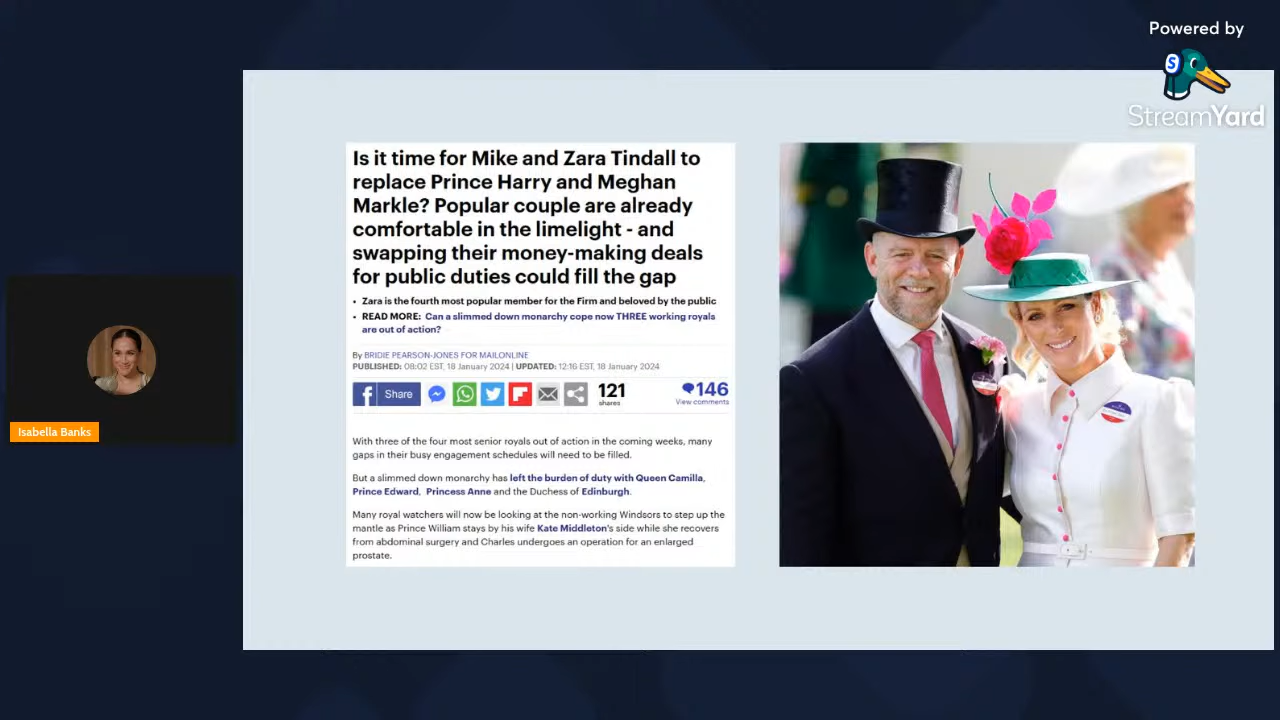 Powered by
StreamYard
Is it time for Mike and Zara Tindall to
replace Prince Harry and Meghan
Markle? Popular couple are already
comfortable in the limelight - and
swapping their money-making deals
for public duties could fill the gap
• Zara is the fourth most popular member for the Firm and beloved by the public
• READ MORE: Can a slimmed down monarchy cope now THREE working royals
are out of action?
By BRIDIE PEARSON-JONES FOR MAILONLINE
PUBLISHED: 08:02 EST, 18 January 2024 | UPDATED: 12:16 EST, 18 January 2024
Share
121
shares
146
View comments
With three of the four most senior royals out of action in the coming weeks, many
gaps in their busy engagement schedules will need to be filled.
But a slimmed down monarchy has left the burden of duty with Queen Camilla,
Prince Edward, Princess Anne and the Duchess of Edinburgh.
Many royal watchers will now be looking at the non-working Windsors to step up the
mantle as Prince William stays by his wife Kate Middleton's side while she recovers
from abdominal surgery and Charles undergoes an operation for an enlarged
prostate.
Isabella Banks